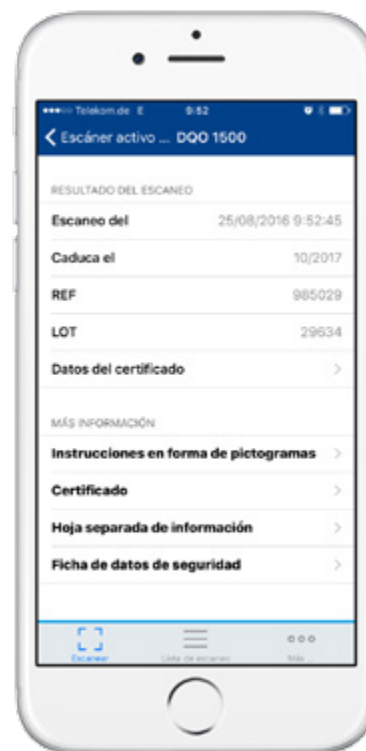 Telekom.de E 9:52
Escáner activo ... DQO 1500
RESULTADO DEL ESCANEO
Escaneo del 25/08/2016 9:52:45
Caduca el 10/2017
REF 985029
LOT 29634
Datos del certificado
MÁS INFORMACIÓN
Instrucciones en forma de pictogramas
Certificado
Hoja separada de información
Ficha de datos de seguridad
Escanear Lista de escaneo Más ...